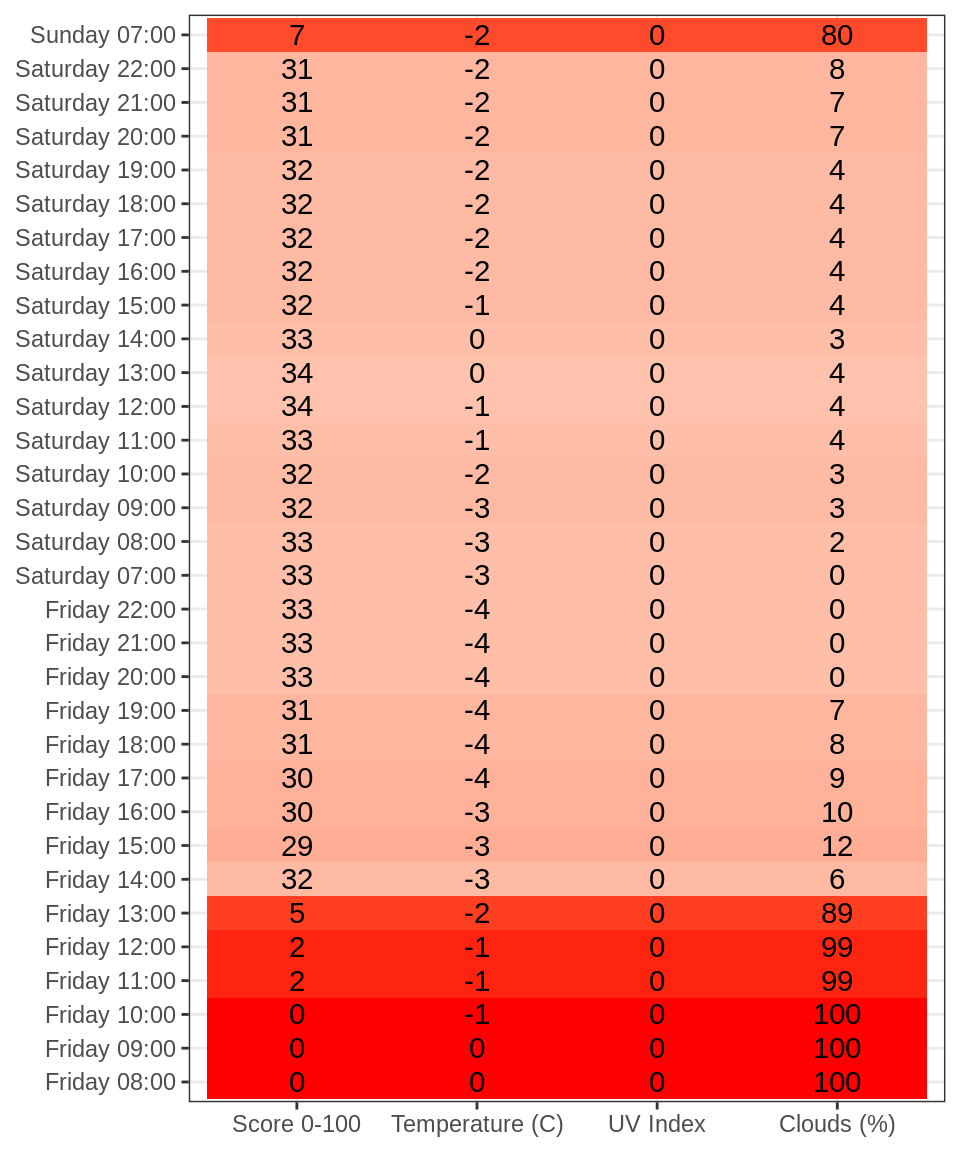 Sunday 07:00 7 -2 0 80
Saturday 22:00 31 -2 0 8
Saturday 21:00 31 -2 0 7
Saturday 20:00 31 -2 0 7
Saturday 19:00 32 -2 0 4
Saturday 18:00 32 -2 0 4
Saturday 17:00 32 -2 0 4
Saturday 16:00 32 -2 0 4
Saturday 15:00 32 -1 0 4
Saturday 14:00 33 0 0 3
Saturday 13:00 34 0 0 4
Saturday 12:00 34 -1 0 4
Saturday 11:00 33 -1 0 4
Saturday 10:00 32 -2 0 3
Saturday 09:00 32 -3 0 3
Saturday 08:00 33 -3 0 2
Saturday 07:00 33 -3 0 0
Friday 22:00 33 -4 0 0
Friday 21:00 33 -4 0 0
Friday 20:00 33 -4 0 0
Friday 19:00 31 -4 0 7
Friday 18:00 31 -4 0 8
Friday 17:00 30 -4 0 9
Friday 16:00 30 -3 0 10
Friday 15:00 29 -3 0 12
Friday 14:00 32 -3 0 6
Friday 13:00 5 -2 0 89
Friday 12:00 2 -1 0 99
Friday 11:00 2 -1 0 99
Friday 10:00 0 -1 0 100
Friday 09:00 0 0 0 100
Friday 08:00 0 0 0 100
Score 0-100 Temperature (C) UV Index Clouds (%)